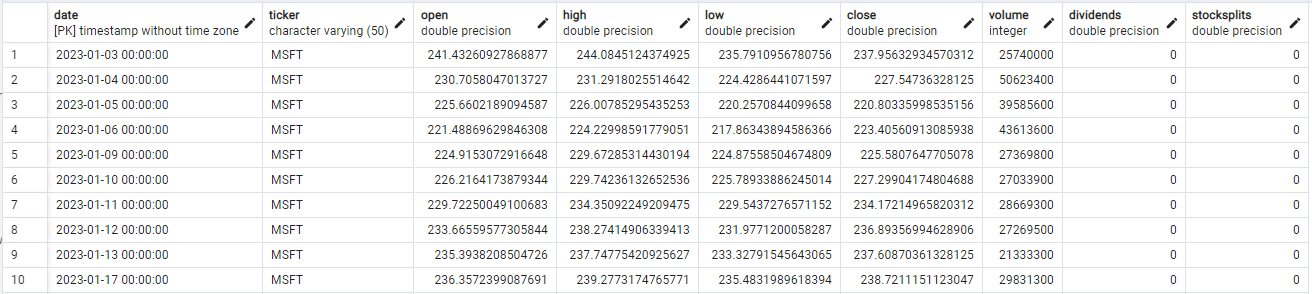 date ticker open high low close volume dividends stocksplits
[PK] timestamp without time zone character varying (50) double precision double precision double precision double precision integer double precision double precision
1 2023-01-03 00:00:00 MSFT 241.43260927868877 244.0845124374925 235.7910956780756 237.95632934570312 25740000 0 0
2 2023-01-04 00:00:00 MSFT 230.7058047013727 231.2918025514642 224.4286441071597 227.54736328125 50623400 0 0
3 2023-01-05 00:00:00 MSFT 225.6602189094587 226.00785295435253 220.2570844099658 220.80335998535156 39585600 0 0
4 2023-01-06 00:00:00 MSFT 221.48869629846308 224.22998591779051 217.86343894586366 223.40560913085938 43613600 0 0
5 2023-01-09 00:00:00 MSFT 224.9153072916648 229.67285314430194 224.87558504674809 225.5807647705078 27369800 0 0
6 2023-01-10 00:00:00 MSFT 226.2164173879344 229.74236132652536 225.78933886245014 227.29904174804688 27033900 0 0
7 2023-01-11 00:00:00 MSFT 229.72250491006​83 234.35092249209475 229.5437276571152 234.17214965820312 28669300 0 0
8 2023-01-12 00:00:00 MSFT 233.66559577305844 238.27414906339413 231.9771200058287 236.89356994628906 27269500 0 0
9 2023-01-13 00:00:00 MSFT 235.3938208504726 237.74775420925627 233.32791545643065 237.60870361328125 21333300 0 0
10 2023-01-17 00:00:00 MSFT 236.3572399087691 239.2773174765771 235.4831989618394 238.7211151123047 29831300 0 0